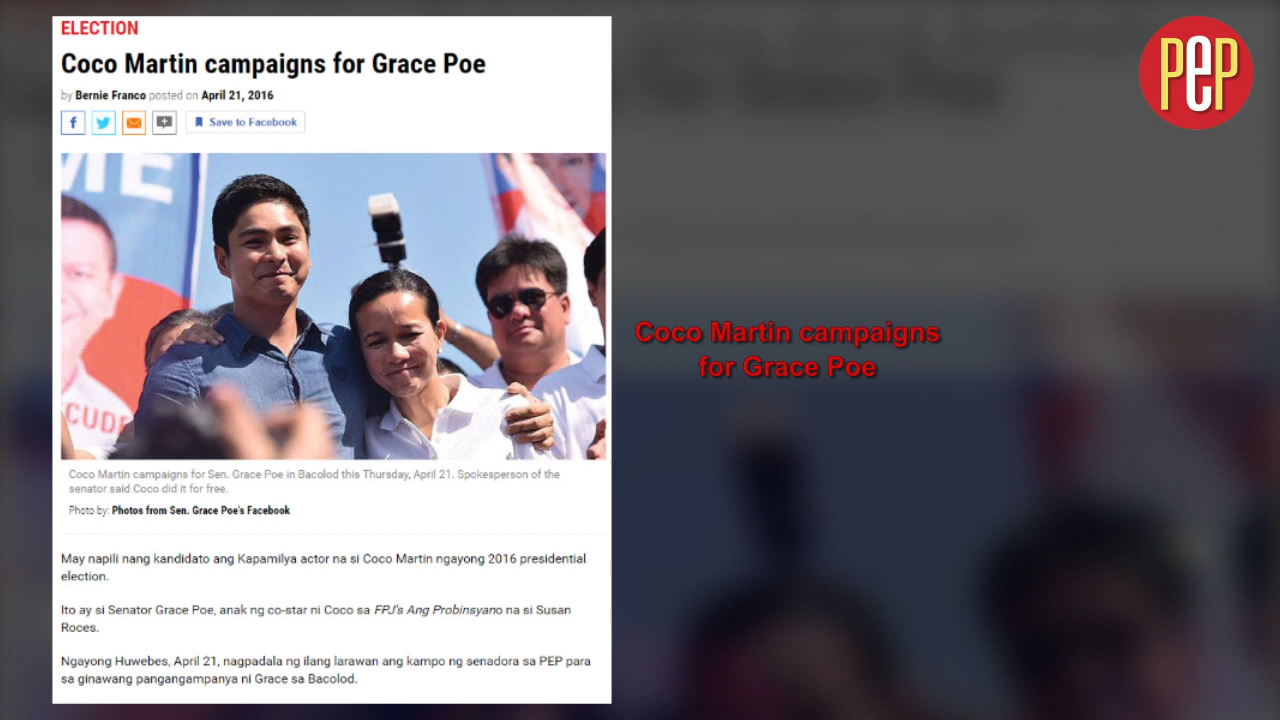 ELECTION
Coco Martin campaigns for Grace Poe
by Bernie Franco posted on April 21, 2016
Save to Facebook
ME
CUDE
Coco Martin campaigns for Sen. Grace Poe in Bacolod this Thursday, April 21. Spokesperson of the
senator said Coco did it for free.
Photo by: Photos from Sen. Grace Poe's Facebook
May napili nang kandidato ang Kapamilya actor na si Coco Martin ngayong 2016 presidential
election.
Ito ay si Senator Grace Poe, anak ng co-star ni Coco sa FPJ's Ang Probinsyano na si Susan
Roces.
Ngayong Huwebes, April 21, nagpadala ng ilang larawan ang kampo ng senadora sa PEP para
sa ginawang pangangampanya ni Grace sa Bacolod.
Coco Martin campaigns
for Grace Poe
PEP